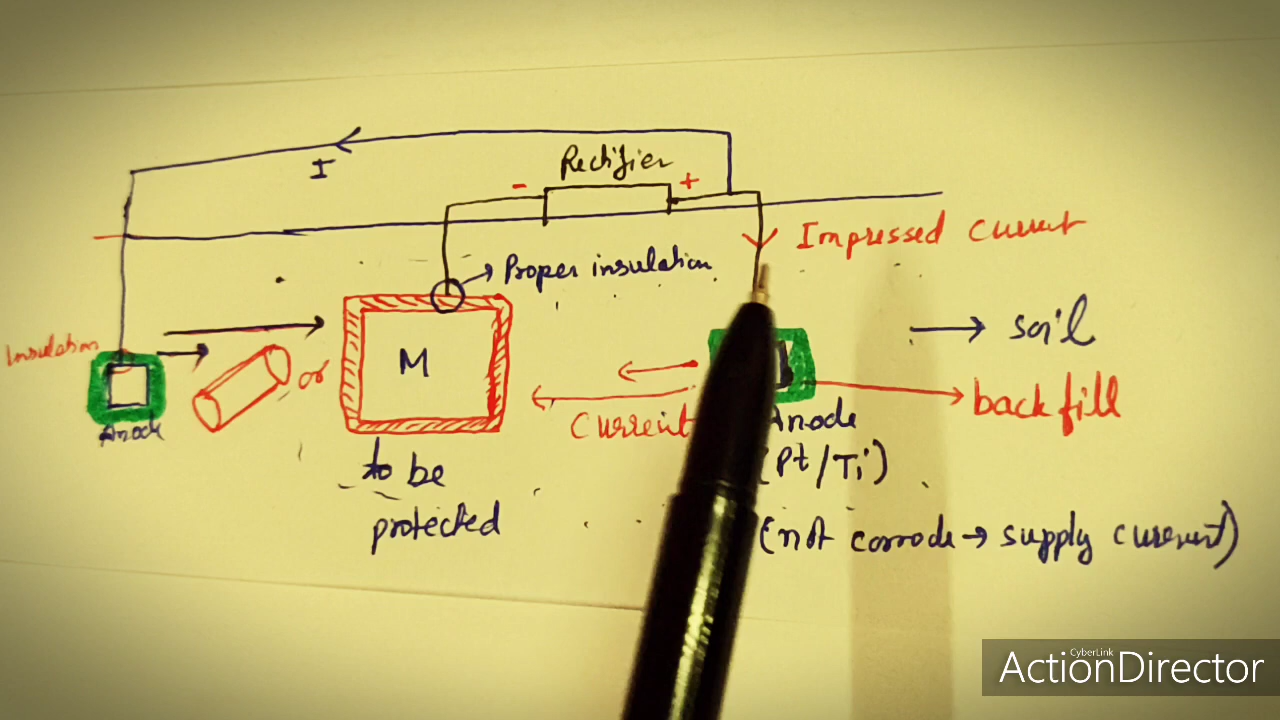 Rectifier
I
- +
Impressed current
Proper insulation
soil
Insulation
or
M
Current
back fill
Anode
Anode
(Pt/Ti)
to be
protected
(not corrode → supply current)
CyberLink
ActionDirector